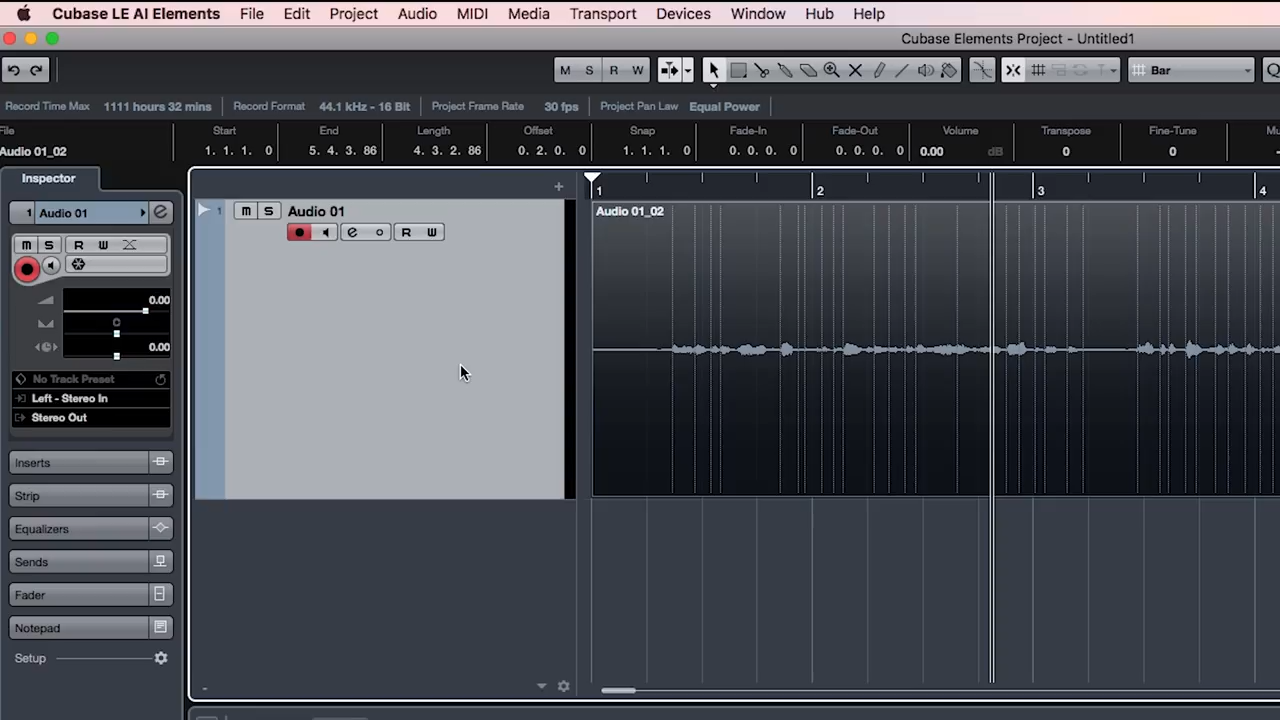 Cubase LE AI Elements File Edit Project Audio MIDI Media Transport Devices Window Hub Help
Cubase Elements Project - Untitled1
M S R W Bar
Record Time Max 1111 hours 32 mins Record Format 44.1 kHz - 16 Bit Project Frame Rate 30 fps Project Pan Law Equal Power
File Start End Length Offset Snap Fade-In Fade-Out Volume Transpose Fine-Tune Mu
Audio 01_02 1. 1. 1. 0 5. 4. 3. 86 4. 3. 2. 86 0. 2. 0. 0 1. 1. 1. 0 0. 0. 0. 0 0. 0. 0. 0 0.00 dB 0 0
Inspector
1 2 3 4
1 Audio 01
1 M S Audio 01
Audio 01_02
R W
M S R W
0.00
C
0.00
No Track Preset
Left - Stereo In
Stereo Out
Inserts
Strip
Equalizers
Sends
Fader
Notepad
Setup